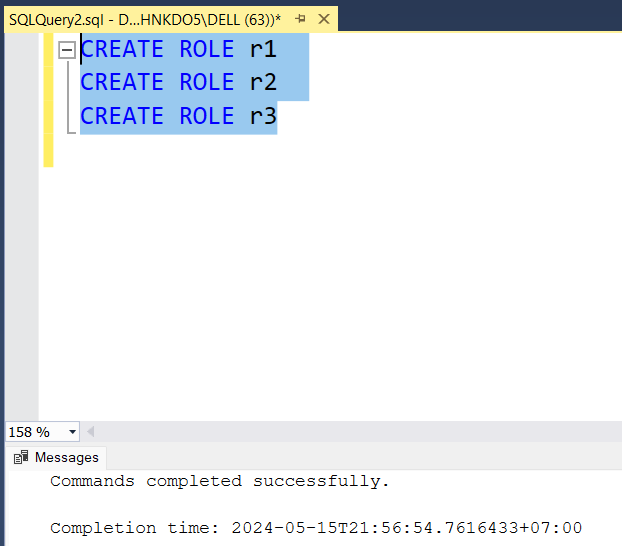 SQLQuery2.sql - D...HNKDO5\DELL (63))*
CREATE ROLE r1
CREATE ROLE r2
CREATE ROLE r3
158 %
Messages
Commands completed successfully.
Completion time: 2024-05-15T21:56:54.7616433+07:00